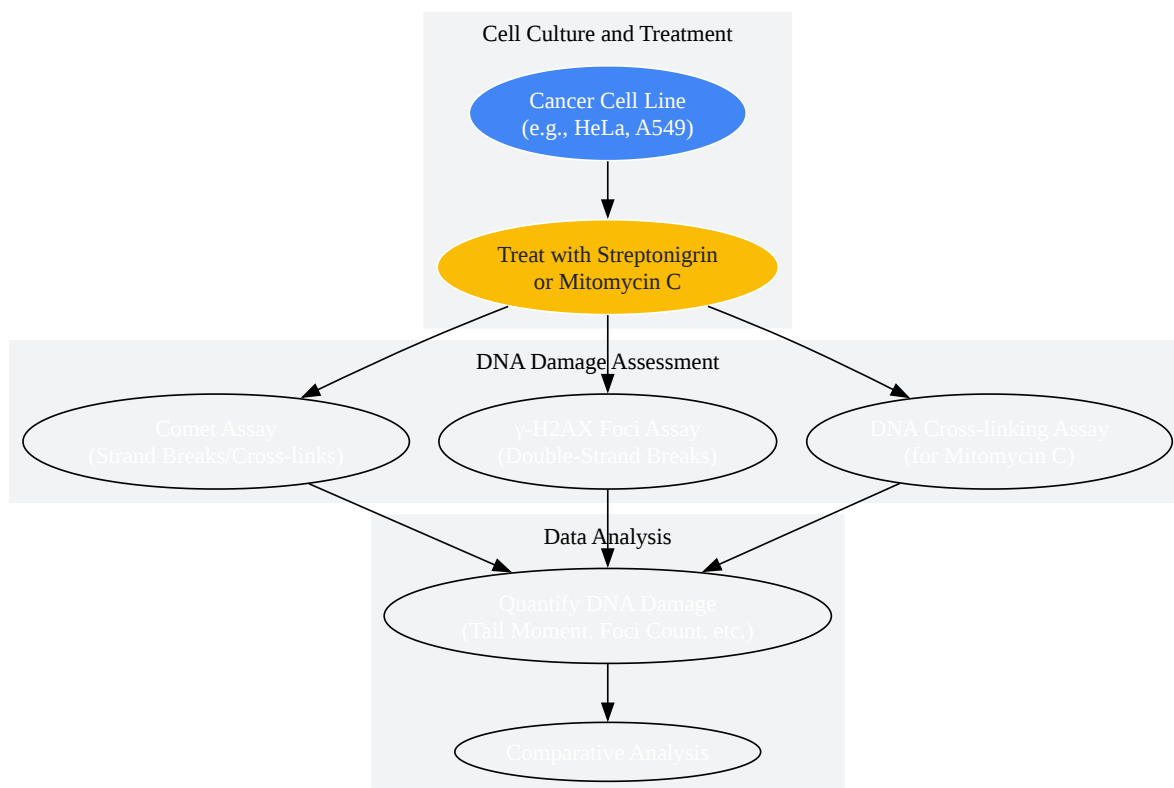 Cell Culture and Treatment
Cancer Cell Line
(e.g., HeLa, A549)
Treat with Streptonigrin
or Mitomycin C
DNA Damage Assessment
Comet Assay
(Strand Breaks/Cross-links)
γ-H2AX Foci Assay
(Double-Strand Breaks)
DNA Cross-linking Assay
(for Mitomycin C)
Data Analysis
Quantify DNA Damage
(Tail Moment, Foci Count, etc.)
Comparative Analysis